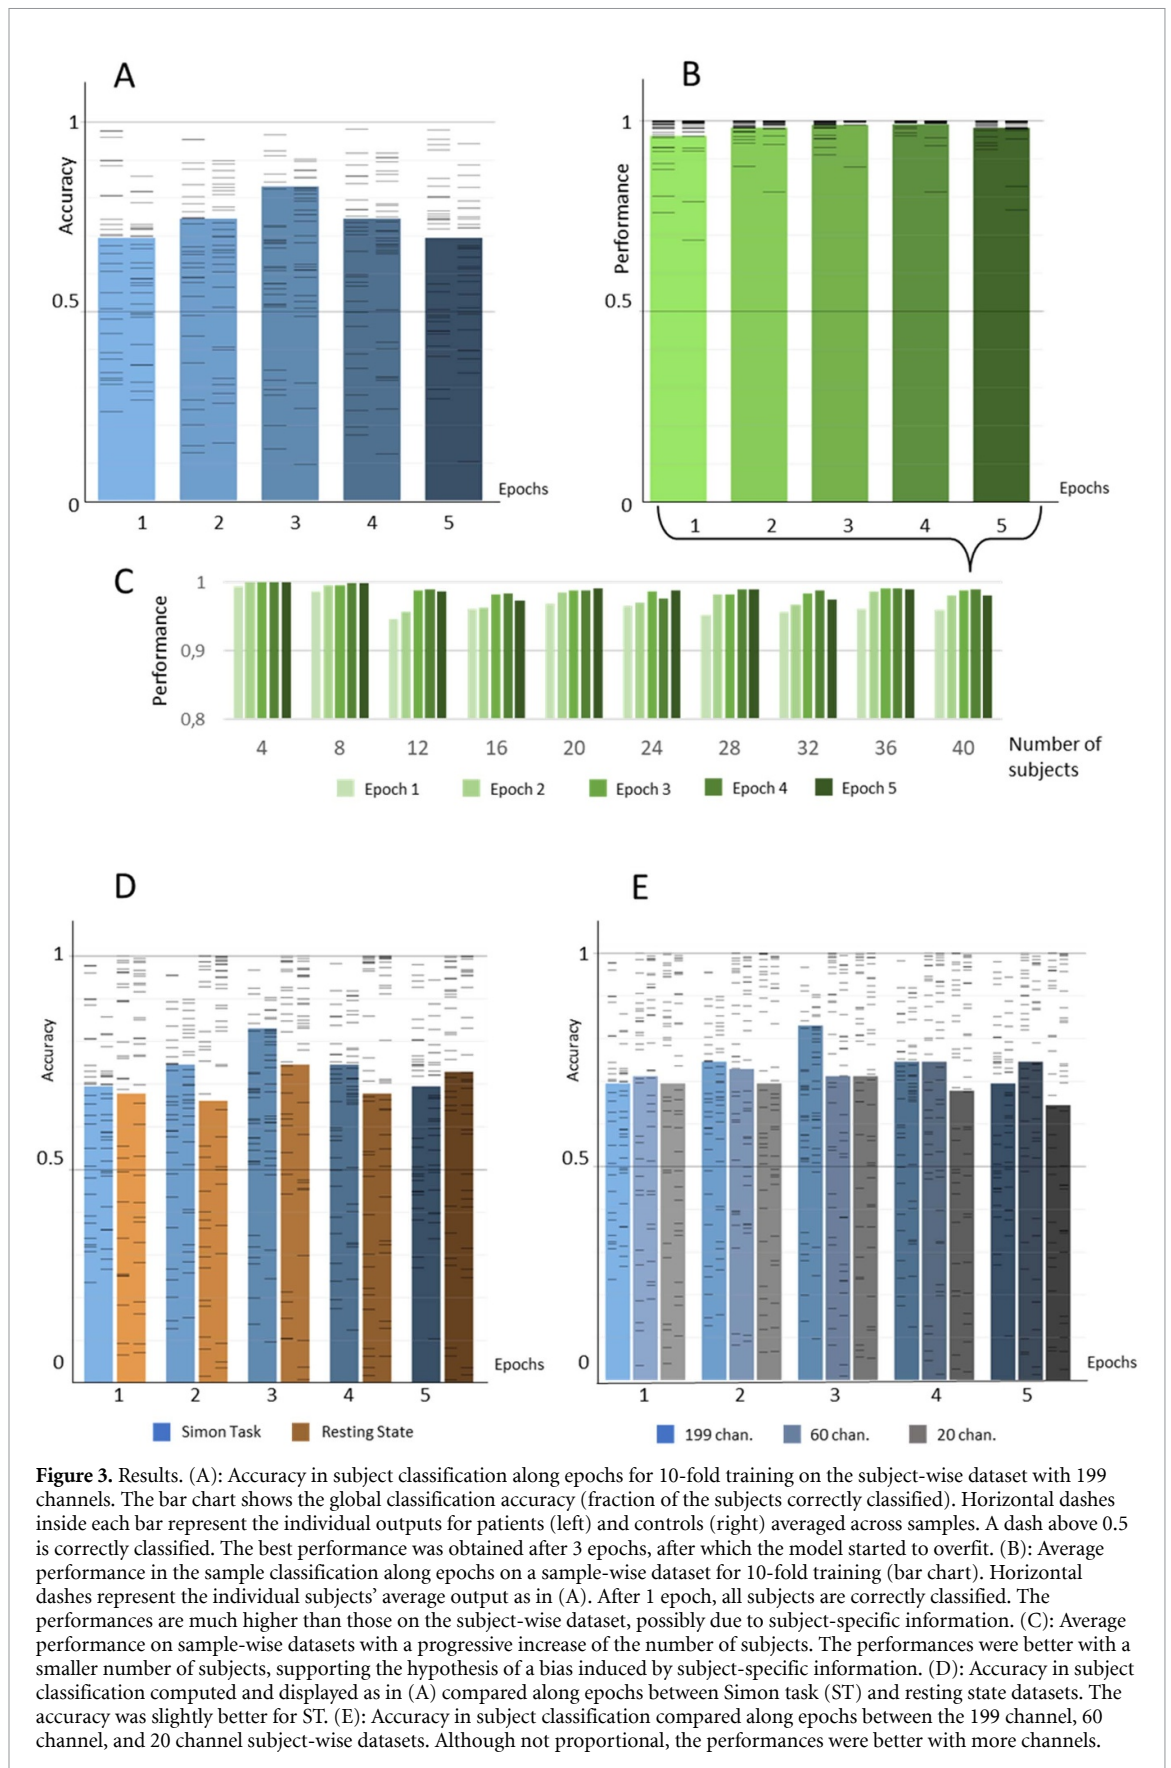 A
B
1
Accuracy
0.5
0
Epochs
1 2 3 4 5
1
Performance
0.5
0
Epochs
1 2 3 4 5
C
1
Performance
0,9
0,8
4 8 12 16 20 24 28 32 36 40
Number of
subjects
Epoch 1 Epoch 2 Epoch 3 Epoch 4 Epoch 5
D
E
1
Accuracy
0.5
0
Epochs
1 2 3 4 5
Simon Task Resting State
1
Accuracy
0.5
0
Epochs
1 2 3 4 5
199 chan. 60 chan. 20 chan.
Figure 3. Results. (A): Accuracy in subject classification along epochs for 10-fold training on the subject-wise dataset with 199
channels. The bar chart shows the global classification accuracy (fraction of the subjects correctly classified). Horizontal dashes
inside each bar represent the individual outputs for patients (left) and controls (right) averaged across samples. A dash above 0.5
is correctly classified. The best performance was obtained after 3 epochs, after which the model started to overfit. (B): Average
performance in the sample classification along epochs on a sample-wise dataset for 10-fold training (bar chart). Horizontal
dashes represent the individual subjects' average output as in (A). After 1 epoch, all subjects are correctly classified. The
performances are much higher than those on the subject-wise dataset, possibly due to subject-specific information. (C): Average
performance on sample-wise datasets with a progressive increase of the number of subjects. The performances were better with a
smaller number of subjects, supporting the hypothesis of a bias induced by subject-specific information. (D): Accuracy in subject
classification computed and displayed as in (A) compared along epochs between Simon task (ST) and resting state datasets. The
accuracy was slightly better for ST. (E): Accuracy in subject classification compared along epochs between the 199 channel, 60
channel, and 20 channel subject-wise datasets. Although not proportional, the performances were better with more channels.